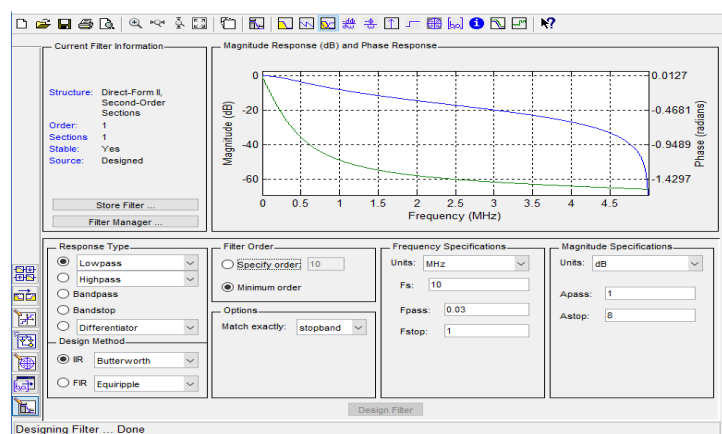 Current Filter Information
Structure: Direct-Form II,
Second-Order
Sections
Order: 1
Sections 1
Stable: Yes
Source: Designed
Store Filter ...
Filter Manager ...
Magnitude Response (dB) and Phase Response
Magnitude (dB)
0
-20
-40
-60
0 0.5 1 1.5 2 2.5 3 3.5 4 4.5
Frequency (MHz)
0.0127
-0.4681
-0.9489
-1.4297
Phase (radians)
Response Type
Lowpass
Highpass
Bandpass
Bandstop
Differentiator
Design Method
IIR Butterworth
FIR Equiripple
Filter Order
Specify order: 10
Minimum order
Options
Match exactly: stopband
Frequency Specifications
Units: MHz
Fs: 10
Fpass: 0.03
Fstop: 1
Magnitude Specifications
Units: dB
Apass: 1
Astop: 8
Design Filter
Designing Filter ... Done